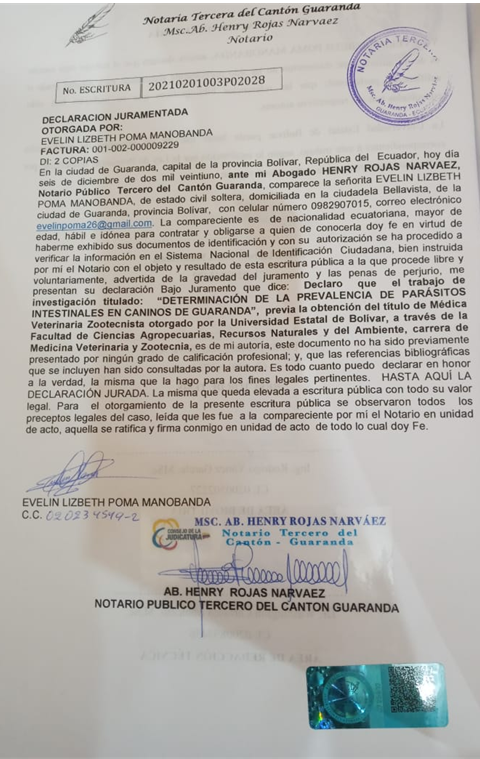 Notaria Tercera del Cantón Guaranda
Msc.Ab. Henry Rojas Narvaez
Notario
No. ESCRITURA 20210201003P02028
NOTARIA TERCERA
Msc. Ab. Henry Rojas Narvaez
GUARANDA - ECUADOR
DECLARACION JURAMENTADA
OTORGADA POR:
EVELIN LIZBETH POMA MANOBANDA
FACTURA: 001-002-000009229
DI: 2 COPIAS
En la ciudad de Guaranda, capital de la provincia Bolívar, República del Ecuador, hoy día
seis de diciembre de dos mil veintiuno, ante mi Abogado HENRY ROJAS NARVAEZ,
Notario Público Tercero del Cantón Guaranda, comparece la señorita EVELIN LIZBETH
POMA MANOBANDA, de estado civil soltera, domiciliada en la ciudadela Bellavista, de la
ciudad de Guaranda, provincia Bolivar, con celular número 0982907015, correo electrónico
evelinpoma26@gmail.com. La compareciente es de nacionalidad ecuatoriana, mayor de
edad, hábil e idónea para contratar y obligarse a quien de conocerla doy fe en virtud de
haberme exhibido sus documentos de identificación y con su autorización se ha procedido a
verificar la información en el Sistema Nacional de Identificación Ciudadana, bien instruida
por mí el Notario con el objeto y resultado de esta escritura pública a la que procede libre y
voluntariamente, advertida de la gravedad del juramento y las penas de perjurio, me
presentan su declaración Bajo Juramento que dice: Declaro que el trabajo de
investigación titulado: "DETERMINACIÓN DE LA PREVALENCIA DE PARÁSITOS
INTESTINALES EN CANINOS DE GUARANDA", previa la obtención del titulo de Médica
Veterinaria Zootecnista otorgado por la Universidad Estatal de Bolívar, a través de la
Facultad de Ciencias Agropecuarias, Recursos Naturales y del Ambiente, carrera de
Medicina Veterinaria y Zootecnia, es de mi autoria, este documento no ha sido previamente
presentado por ningún grado de calificación profesional; y, que las referencias bibliográficas
que se incluyen han sido consultadas por la autora. Es todo cuanto puedo declarar en honor
a la verdad, la misma que la hago para los fines legales pertinentes. HASTA AQUÍ LA
DECLARACIÓN JURADA. La misma que queda elevada a escritura pública con todo su valor
legal. Para el otorgamiento de la presente escritura pública se observaron todos los
preceptos legales del caso, leída que les fue a la compareciente por mí el Notario en unidad
de acto, aquella se ratifica y firma conmigo en unidad de acto de todo lo cual doy Fe.
EVELIN LIZBETH POMA MANOBANDA
C.C. 020234549-2
CONSEJO DE LA
JUDICATURA
MSC. AB. HENRY ROJAS NARVÁEZ
Notario Tercero del
Cantón - Guaranda
AB. HENRY ROJAS NARVAEZ
NOTARIO PUBLICO TERCERO DEL CANTON GUARANDA